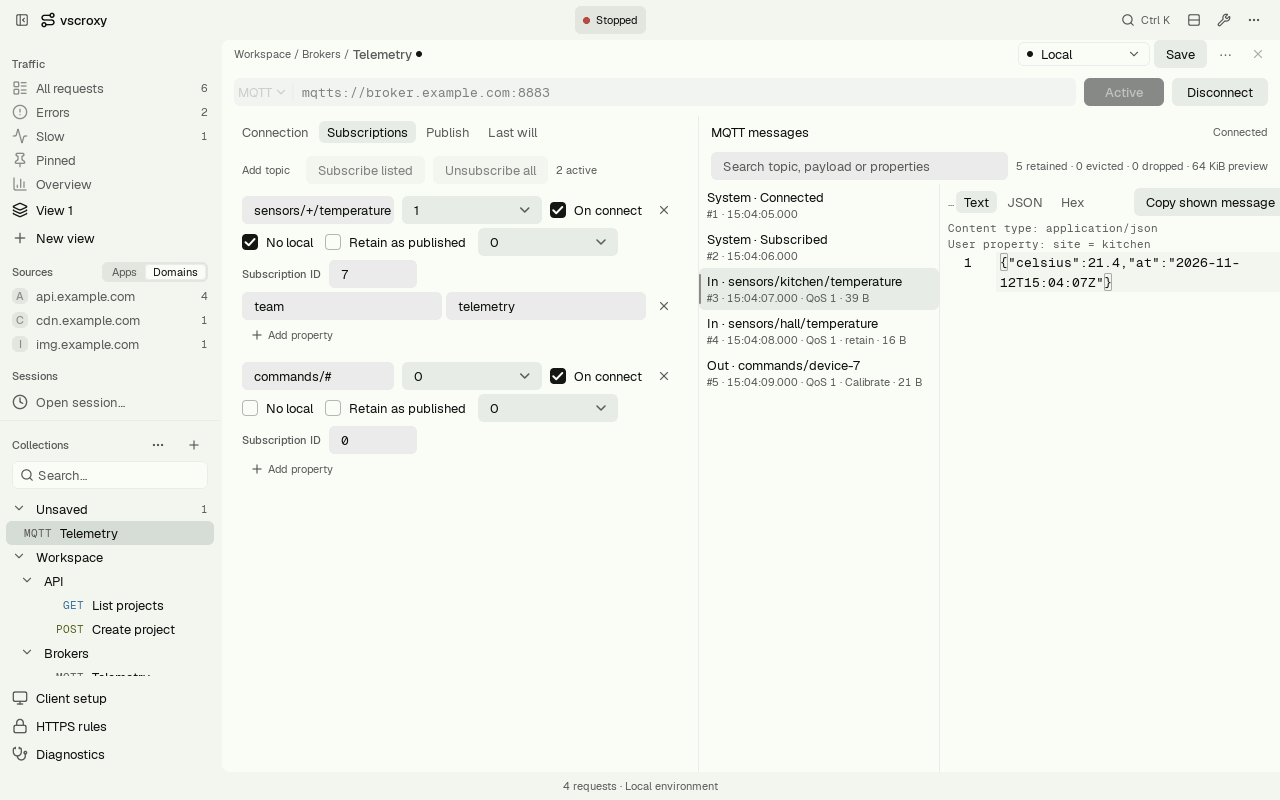 vscroxy
Stopped
Ctrl K
Traffic
All requests 6
Errors 2
Slow 1
Pinned
Overview
View 1
New view
Sources Apps Domains
A api.example.com 4
C cdn.example.com 1
I img.example.com 1
Sessions
Open session…
Collections
Search…
Unsaved 1
MQTT Telemetry
Workspace
API
GET List projects
POST Create project
Brokers
MQTT Telemetry
Client setup
HTTPS rules
Diagnostics
Workspace / Brokers / Telemetry
Local
Save
MQTT mqtts://broker.example.com:8883
Active
Disconnect
Connection Subscriptions Publish Last will
Add topic Subscribe listed Unsubscribe all 2 active
sensors/+/temperature 1 On connect
No local Retain as published 0
Subscription ID 7
team telemetry
Add property
commands/# 0 On connect
No local Retain as published 0
Subscription ID 0
Add property
MQTT messages Connected
Search topic, payload or properties
5 retained · 0 evicted · 0 dropped · 64 KiB preview
System · Connected
#1 · 15:04:05.000
System · Subscribed
#2 · 15:04:06.000
In · sensors/kitchen/temperature
#3 · 15:04:07.000 · QoS 1 · 39 B
In · sensors/hall/temperature
#4 · 15:04:08.000 · QoS 1 · retain · 16 B
Out · commands/device-7
#5 · 15:04:09.000 · QoS 1 · Calibrate · 21 B
… Text JSON Hex Copy shown message
Content type: application/json
User property: site = kitchen
1 {"celsius":21.4,"at":"2026-11-
12T15:04:07Z"}
4 requests · Local environment